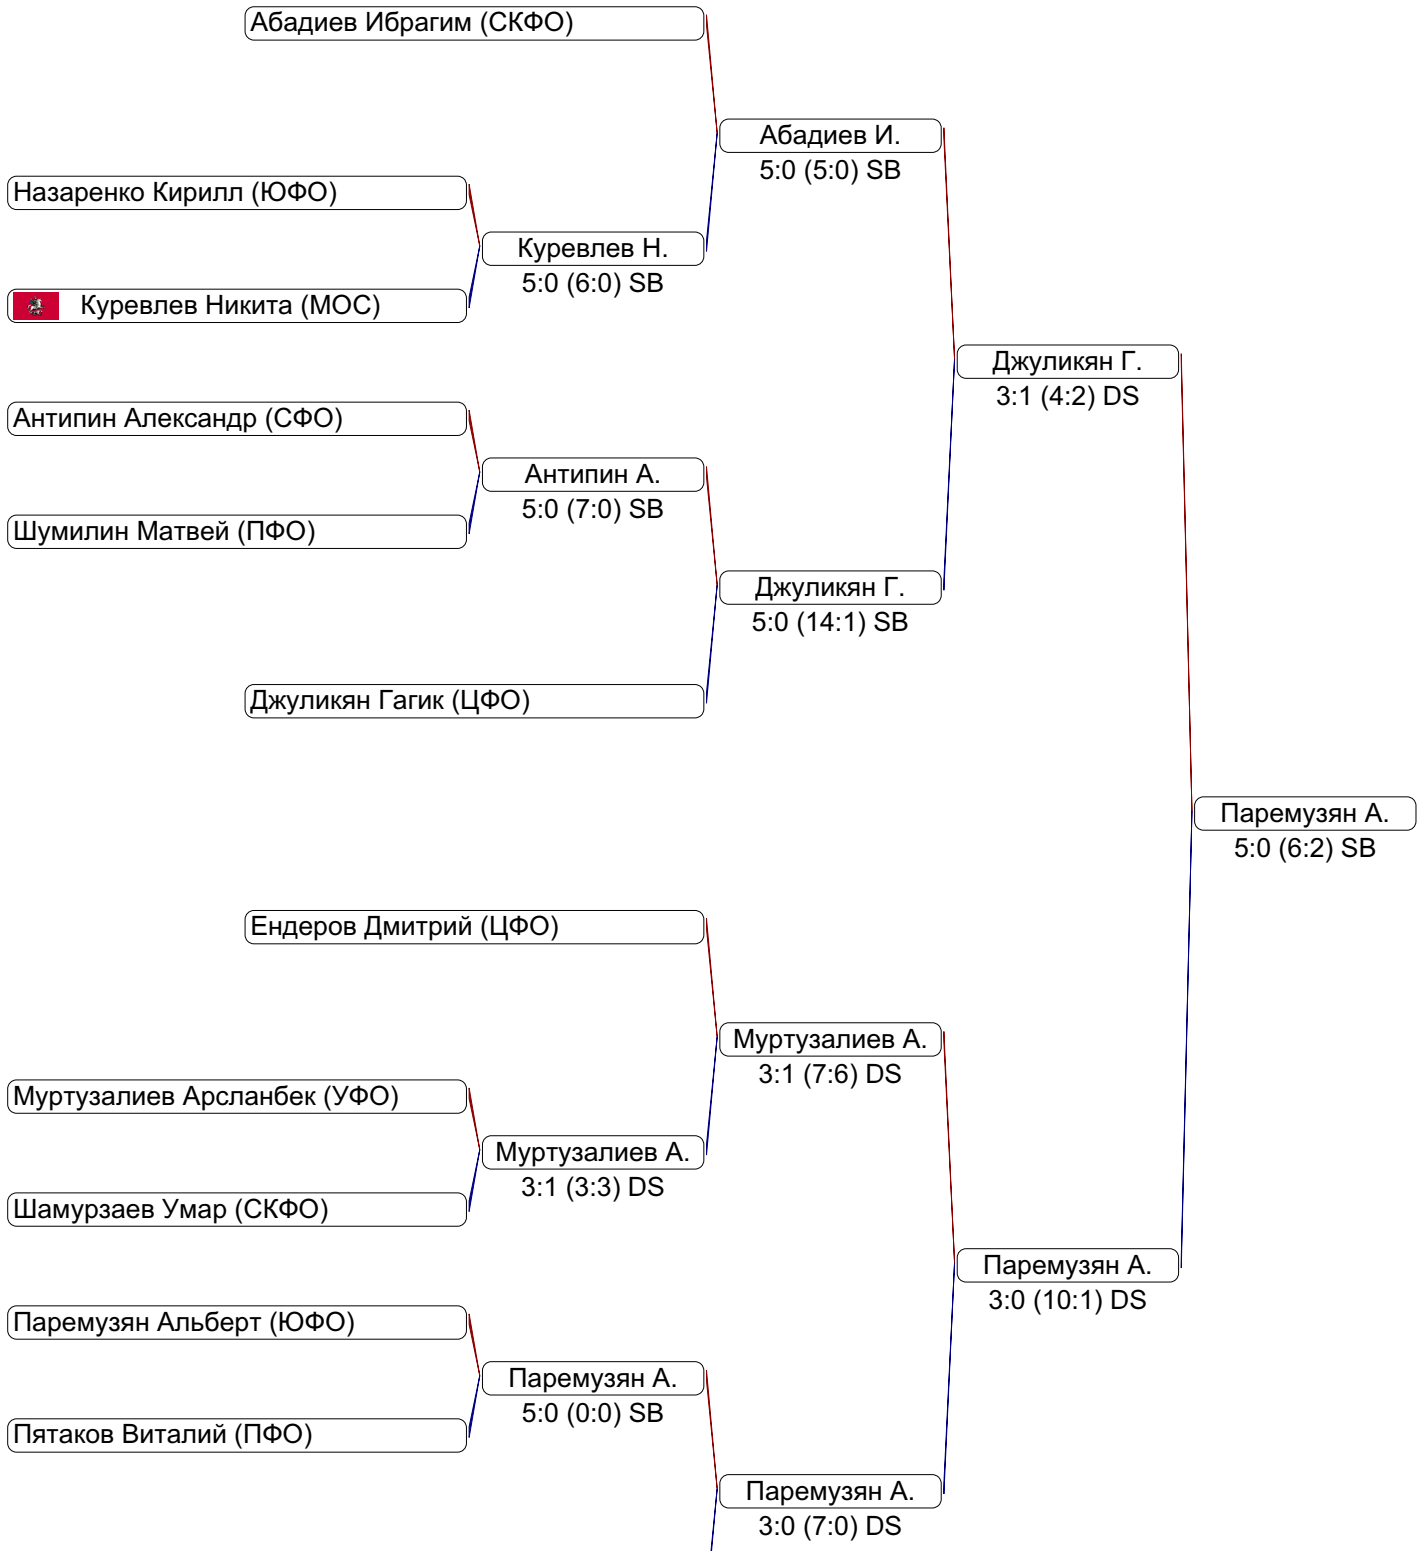 Абадиев Ибрагим (СКФО)
Абадиев И.
5:0 (5:0) SB
Назаренко Кирилл (ЮФО)
Куревлев Н.
5:0 (6:0) SB
Куревлев Никита (МОС)
Джуликян Г.
3:1 (4:2) DS
Антипин Александр (СФО)
Антипин А.
5:0 (7:0) SB
Шумилин Матвей (ПФО)
Джуликян Г.
5:0 (14:1) SB
Джуликян Гагик (ЦФО)
Паремузян А.
5:0 (6:2) SB
Ендеров Дмитрий (ЦФО)
Муртузалиев А.
3:1 (7:6) DS
Муртузалиев Арсланбек (УФО)
Муртузалиев А.
3:1 (3:3) DS
Шамурзаев Умар (СКФО)
Паремузян А.
3:0 (10:1) DS
Паремузян Альберт (ЮФО)
Паремузян А.
5:0 (0:0) SB
Пятаков Виталий (ПФО)
Паремузян А.
3:0 (7:0) DS